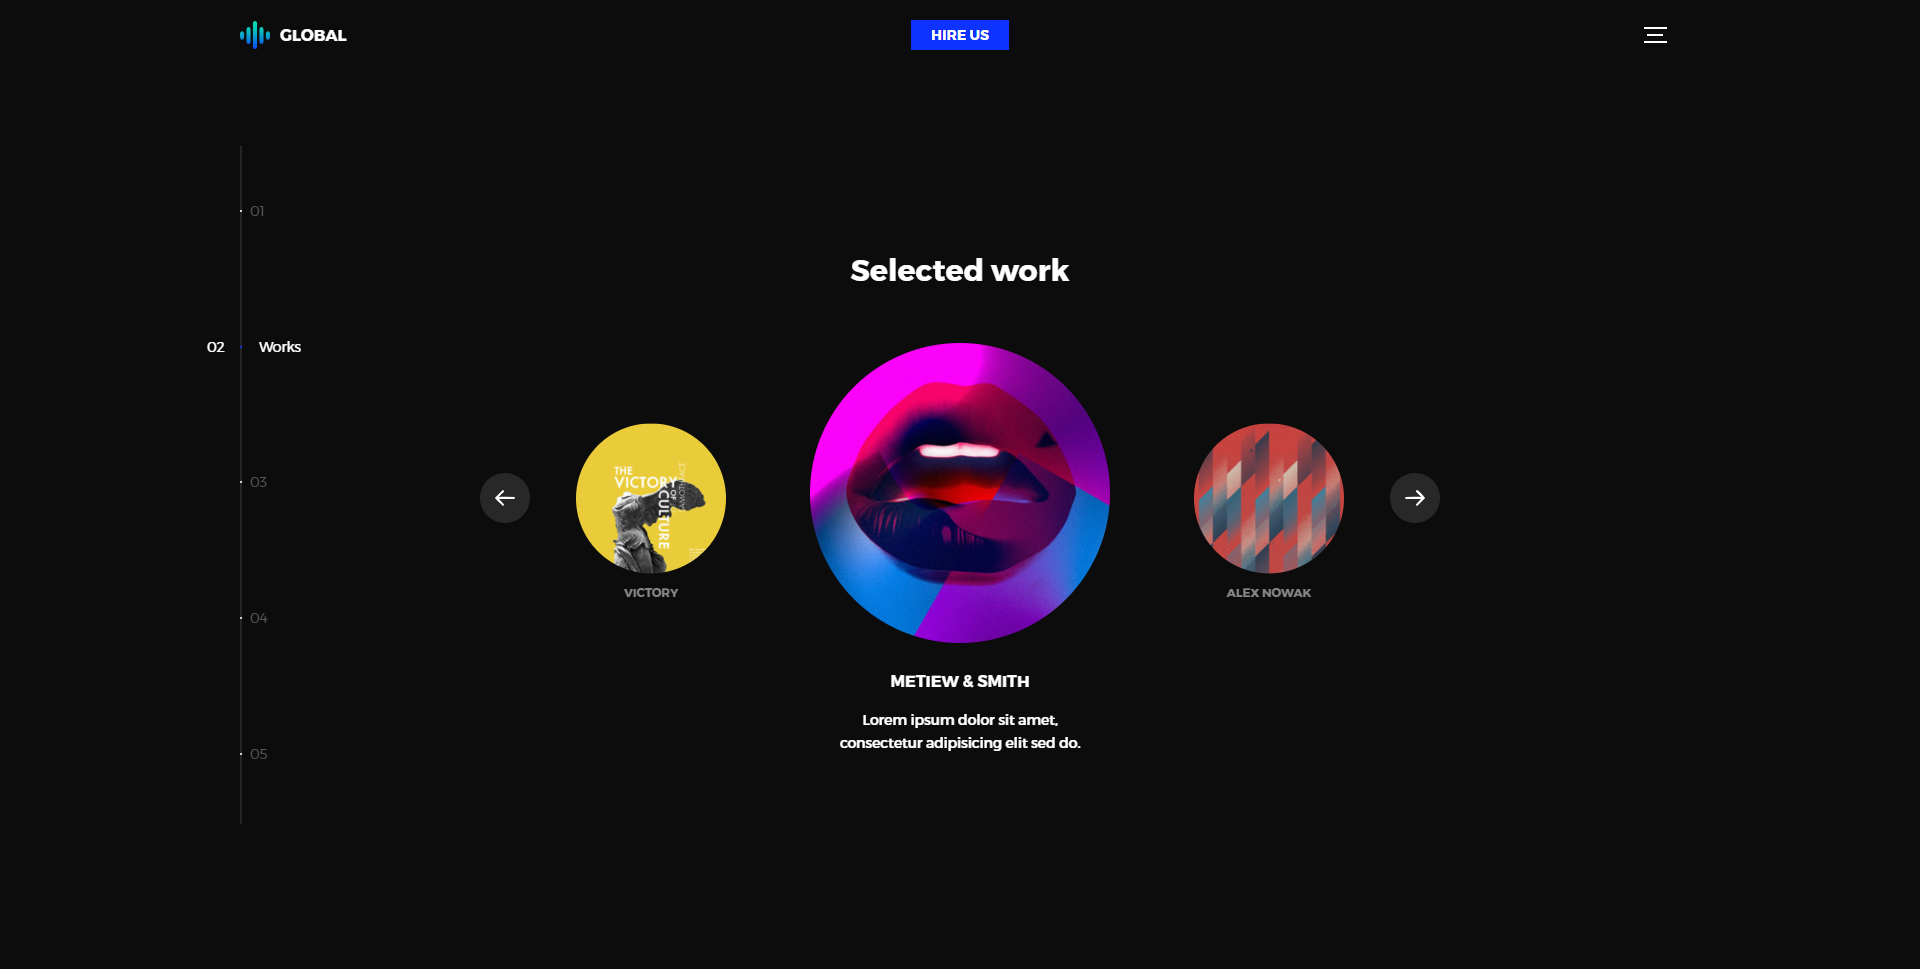 GLOBAL
HIRE US
01
Selected work
02 Works
03
THE
VICTORY
OF
CULTURE
VICTORY
ALEX NOWAK
04
METIEW & SMITH
Lorem ipsum dolor sit amet,
consectetur adipisicing elit sed do.
05